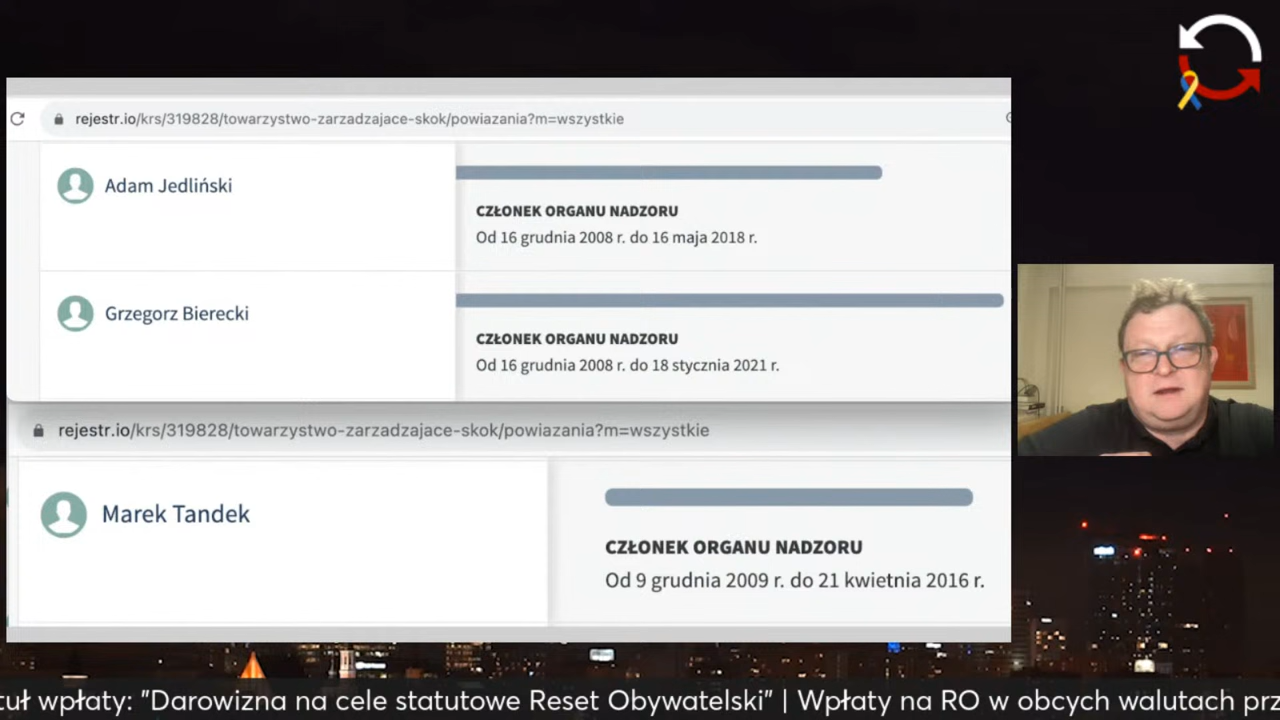 rejestr.io/krs/319828/towarzystwo-zarzadzajace-skok/powiazania?m=wszystkie
Adam Jedliński
CZŁONEK ORGANU NADZORU
Od 16 grudnia 2008 r. do 16 maja 2018 r.
Grzegorz Bierecki
CZŁONEK ORGANU NADZORU
Od 16 grudnia 2008 r. do 18 stycznia 2021 r.
rejestr.io/krs/319828/towarzystwo-zarzadzajace-skok/powiazania?m=wszystkie
Marek Tandek
CZŁONEK ORGANU NADZORU
Od 9 grudnia 2009 r. do 21 kwietnia 2016 r.
tuł wpłaty: "Darowizna na cele statutowe Reset Obywatelski" | Wpłaty na RO w obcych walutach prz